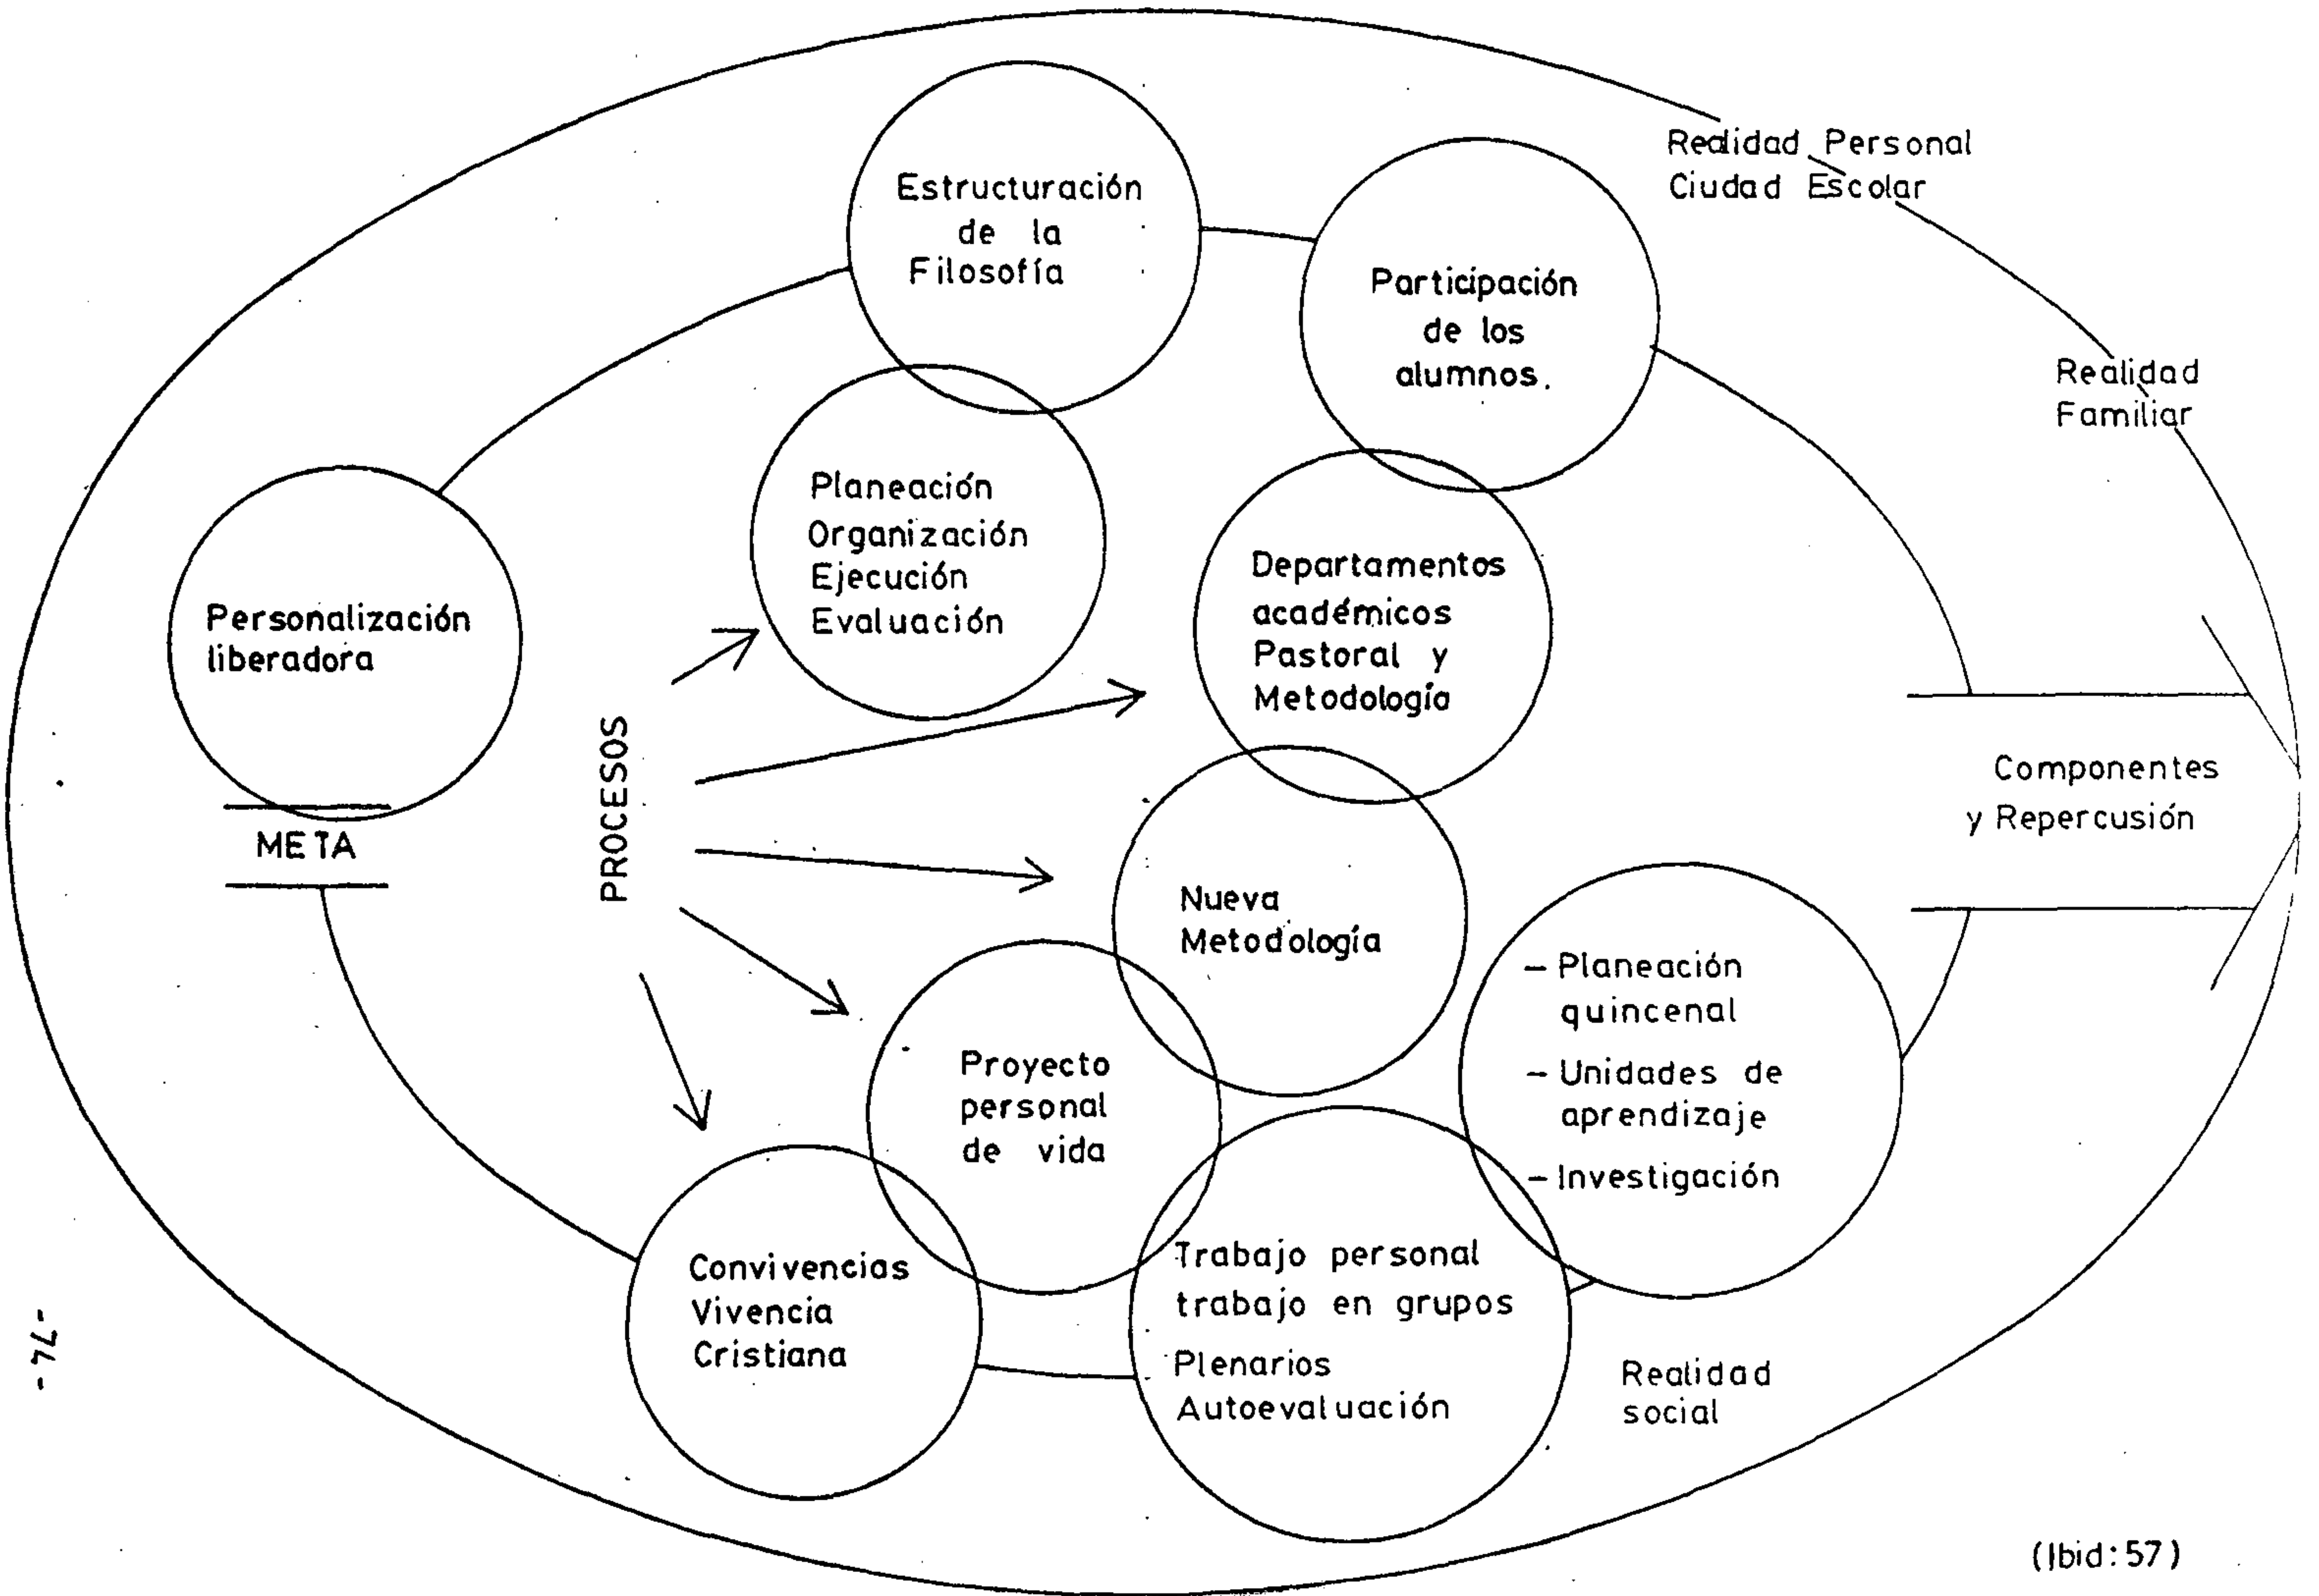 Realidad Personal
Ciudad Escolar
Estructuración
de la
Filosofía
Participación
de los
alumnos.
Realidad
Familiar
Planeación
Organización
Ejecución
Evaluación
Personalización
liberadora
META
PROCESOS
Departamentos
académicos
Pastoral y
Metodología
Componentes
y Repercusión
Nueva
Metodología
– Planeación
quincenal
– Unidades de
aprendizaje
– Investigación
Proyecto
personal
de vida
Convivencias
Vivencia
Cristiana
Trabajo personal
trabajo en grupos
Plenarios
Autoevaluación
Realidad
social
-74-
(Ibid:57)